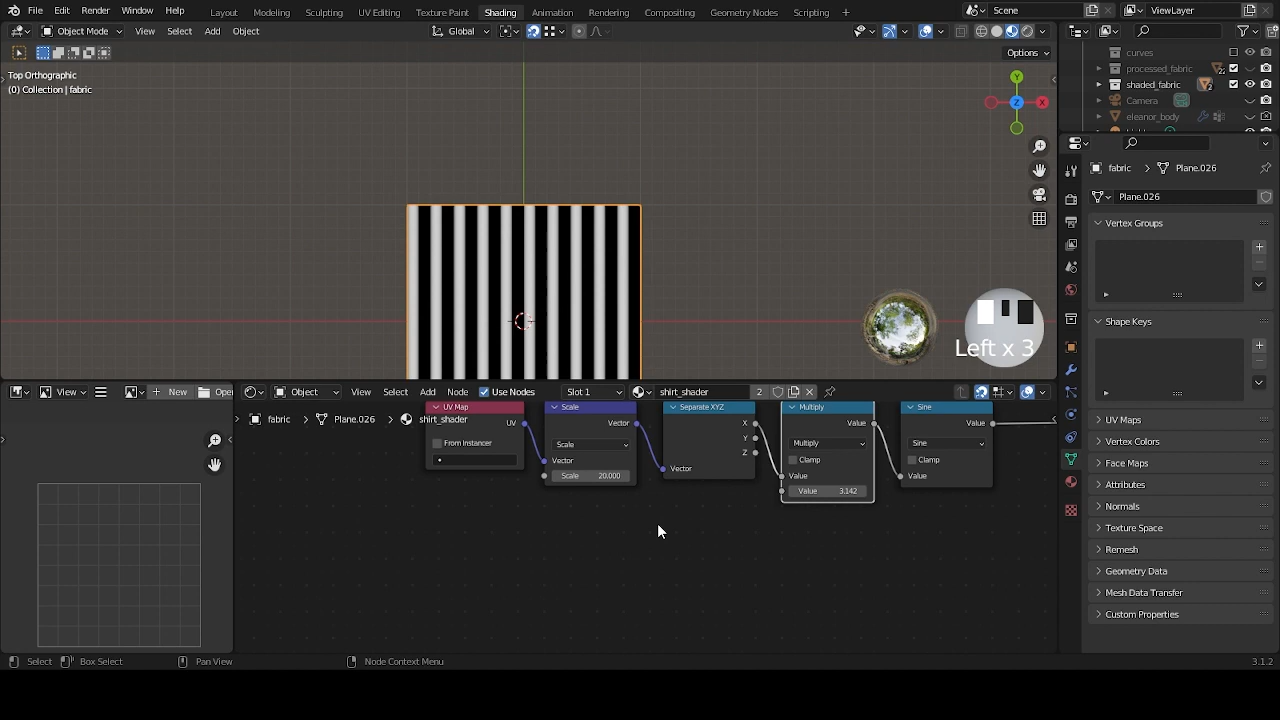 File Edit Render Window Help Layout Modeling Sculpting UV Editing Texture Paint Shading Animation Rendering Compositing Geometry Nodes Scripting + Scene ViewLayer
Object Mode View Select Add Object Global
Options
Top Orthographic
(0) Collection | fabric
Y
X
Z
Left x 3
curves
processed_fabric
shaded_fabric
Camera
eleanor_body
fabric > Plane.026
Plane.026
Vertex Groups
Shape Keys
UV Maps
Vertex Colors
Face Maps
Attributes
Normals
Texture Space
Remesh
Geometry Data
Mesh Data Transfer
Custom Properties
View New Open Object View Select Add Node Use Nodes Slot 1 shirt_shader 2
fabric > Plane.026 > shirt_shader
UV Map
UV
From Instancer
Scale
Vector
Scale
Vector
Scale 20.000
Separate XYZ
X
Y
Z
Vector
Multiply
Value
Multiply
Clamp
Value
Value 3.142
Sine
Value
Sine
Clamp
Value
Select Box Select Pan View Node Context Menu 3.1.2